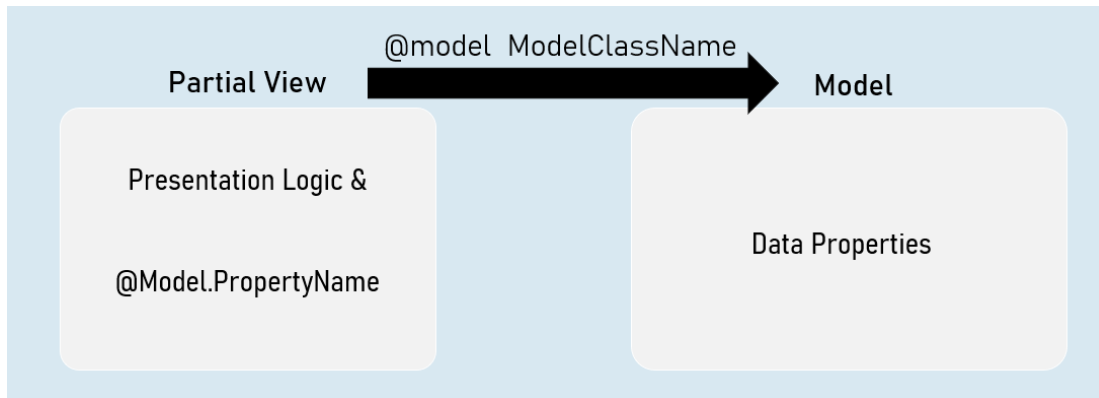 @model ModelClassName
Partial View
Model
Presentation Logic &
@Model.PropertyName
Data Properties